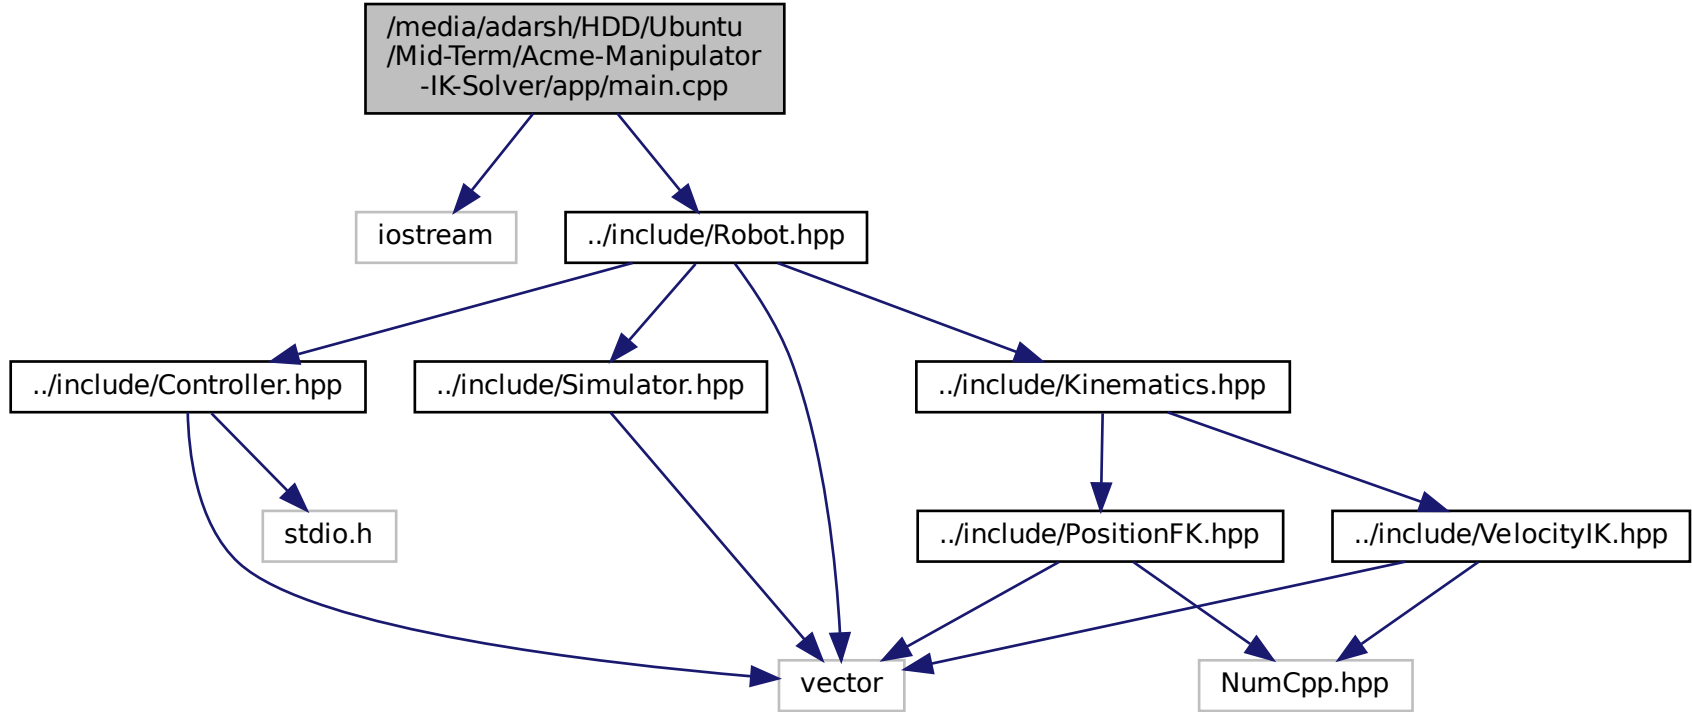 /media/adarsh/HDD/Ubuntu
/Mid-Term/Acme-Manipulator
-IK-Solver/app/main.cpp
iostream
../include/Robot.hpp
../include/Controller.hpp
../include/Simulator.hpp
../include/Kinematics.hpp
stdio.h
../include/PositionFK.hpp
../include/VelocityIK.hpp
vector
NumCpp.hpp